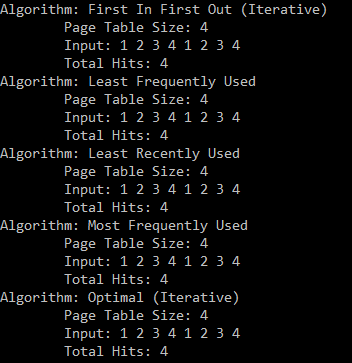 Algorithm: First In First Out (Iterative)
Page Table Size: 4
Input: 1 2 3 4 1 2 3 4
Total Hits: 4
Algorithm: Least Frequently Used
Page Table Size: 4
Input: 1 2 3 4 1 2 3 4
Total Hits: 4
Algorithm: Least Recently Used
Page Table Size: 4
Input: 1 2 3 4 1 2 3 4
Total Hits: 4
Algorithm: Most Frequently Used
Page Table Size: 4
Input: 1 2 3 4 1 2 3 4
Total Hits: 4
Algorithm: Optimal (Iterative)
Page Table Size: 4
Input: 1 2 3 4 1 2 3 4
Total Hits: 4